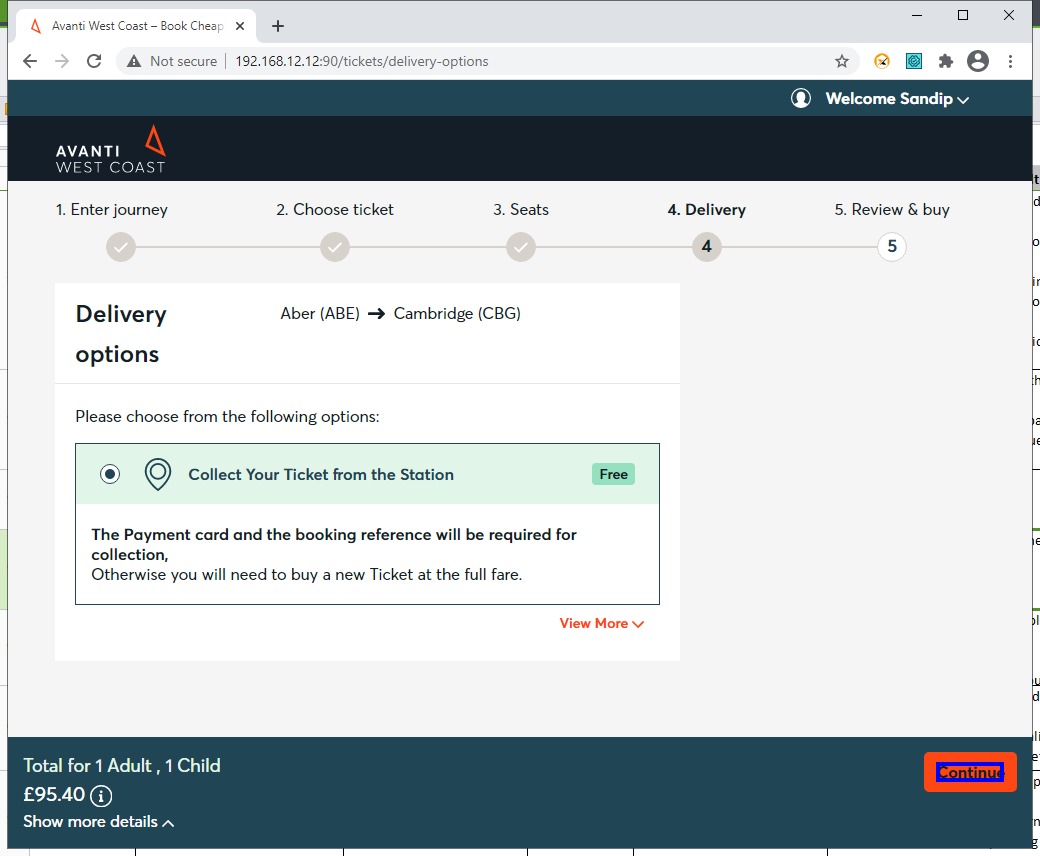 Avanti West Coast – Book Cheap
Not secure
192.168.12.12:90/tickets/delivery-options
Welcome Sandip
AVANTI
WEST COAST
1. Enter journey
2. Choose ticket
3. Seats
4. Delivery
5. Review & buy
4
5
Delivery
options
Aber (ABE) → Cambridge (CBG)
Please choose from the following options:
Collect Your Ticket from the Station
Free
The Payment card and the booking reference will be required for
collection,
Otherwise you will need to buy a new Ticket at the full fare.
View More
Total for 1 Adult , 1 Child
£95.40
Show more details
Continue